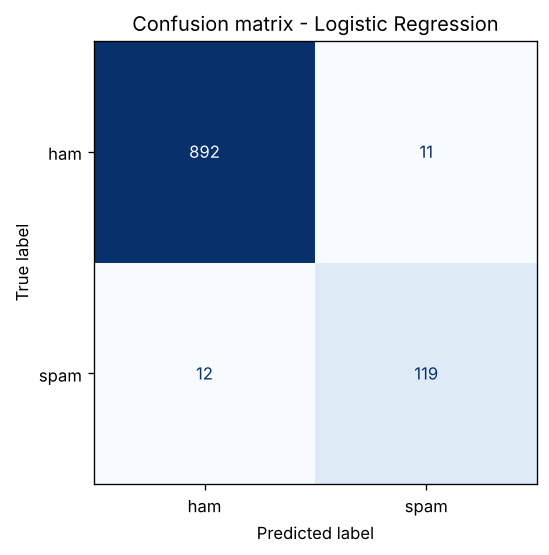 Confusion matrix - Logistic Regression
True label
ham
892
11
spam
12
119
ham
spam
Predicted label